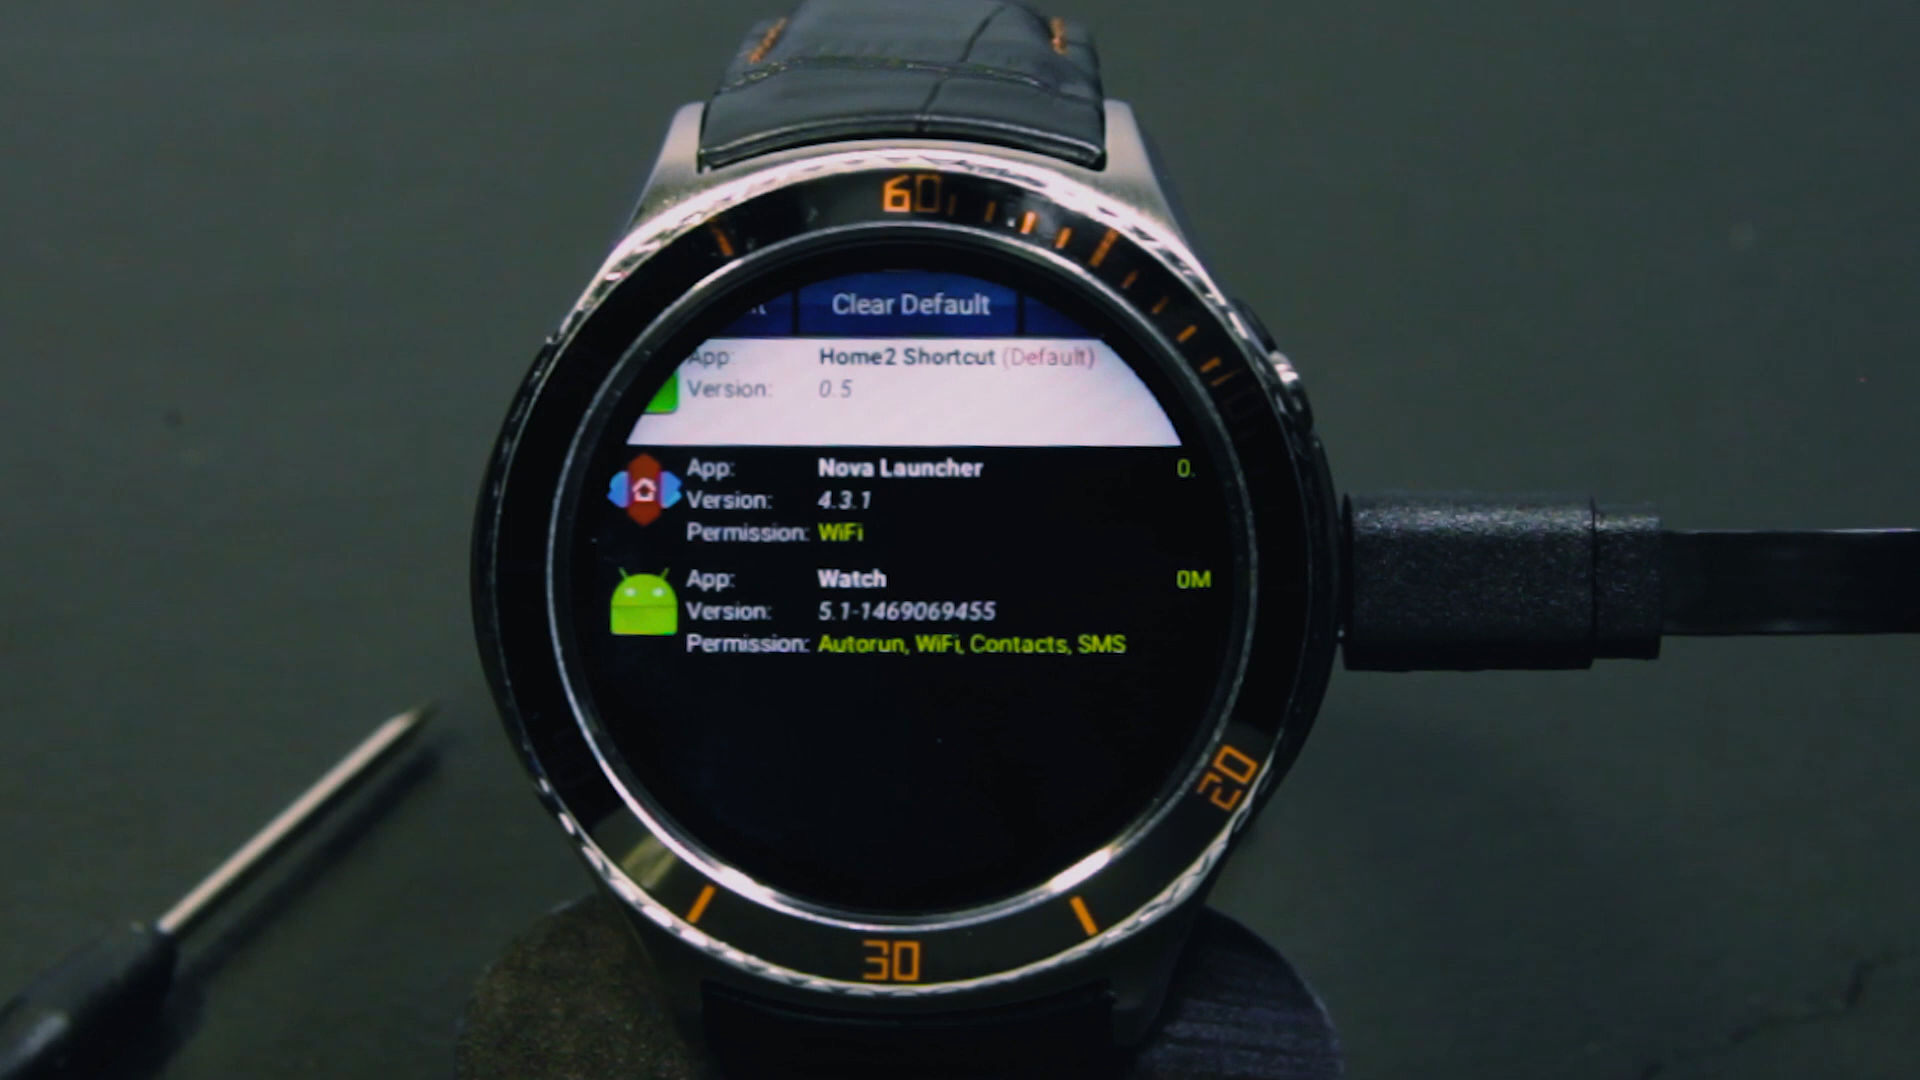 60
Clear Default
App: Home2 Shortcut (Default)
Version: 0.5
App: Nova Launcher 0.
Version: 4.3.1
Permission: WiFi
App: Watch 0M
Version: 5.1-1469069455
Permission: Autorun, WiFi, Contacts, SMS
20
30